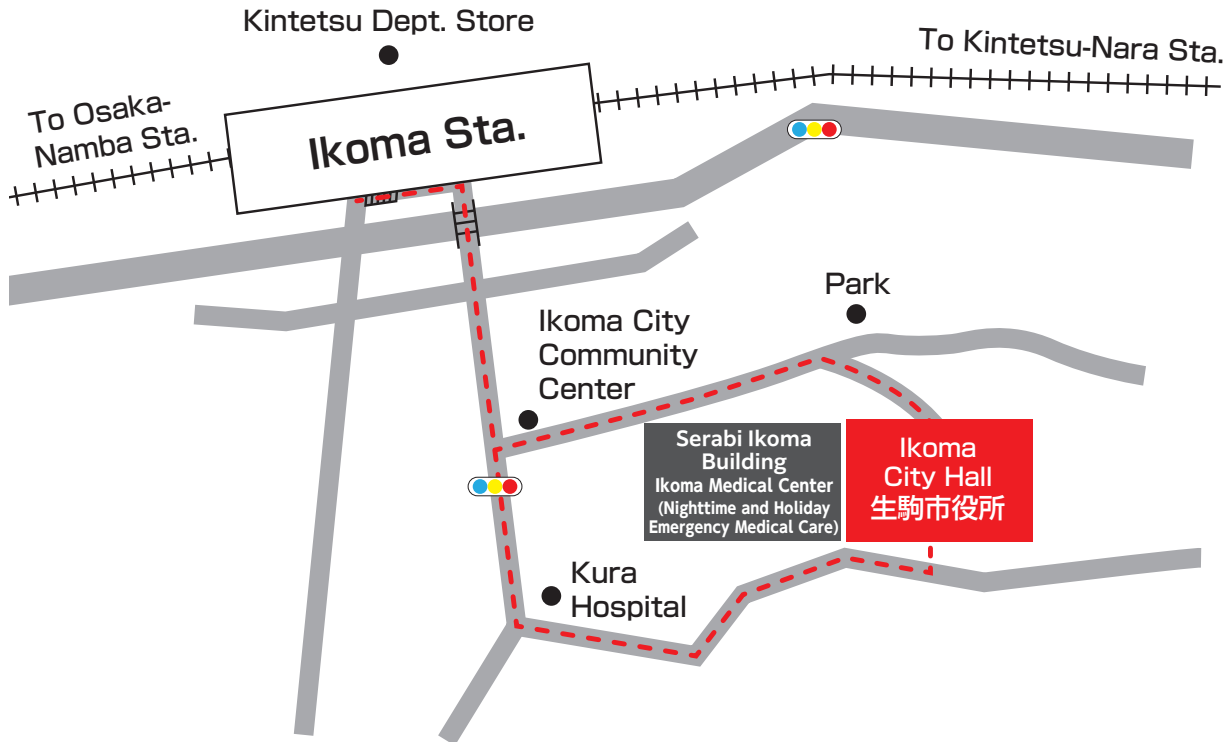 Kintetsu Dept. Store
To Kintetsu-Nara Sta.
To Osaka-
Namba Sta.
Ikoma Sta.
Park
Ikoma City
Community
Center
Serabi Ikoma
Building
Ikoma Medical Center
(Nighttime and Holiday
Emergency Medical Care)
Ikoma
City Hall
生駒市役所
Kura
Hospital